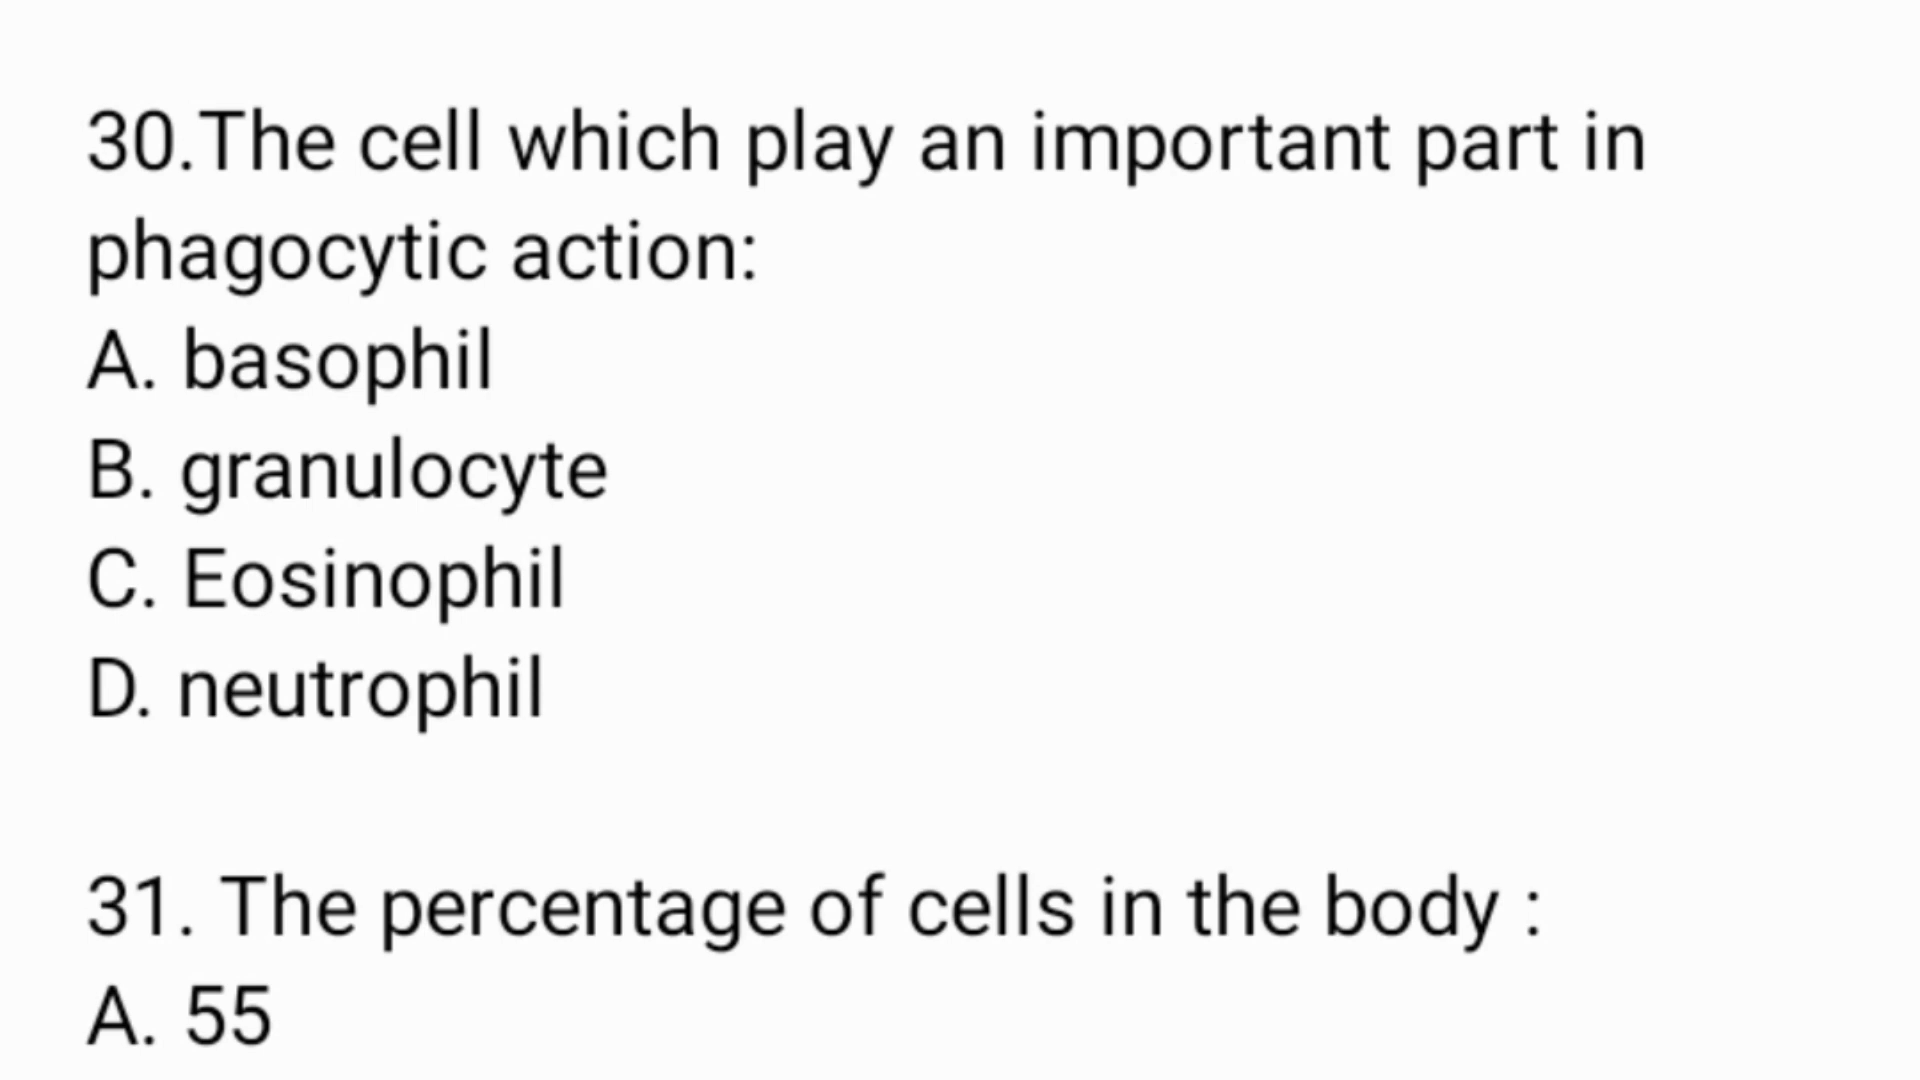 30.The cell which play an important part in
phagocytic action:
A. basophil
B. granulocyte
C. Eosinophil
D. neutrophil
31. The percentage of cells in the body :
A. 55